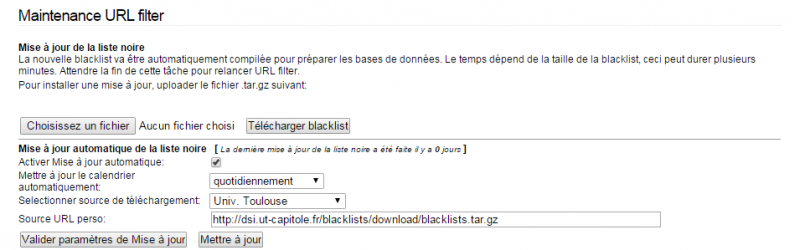 Maintenance URL filter
Mise à jour de la liste noire
La nouvelle blacklist va être automatiquement compilée pour préparer les bases de données. Le temps dépend de la taille de la blacklist, ceci peut durer plusieurs
minutes. Attendre la fin de cette tâche pour relancer URL filter.
Pour installer une mise à jour, uploader le fichier .tar.gz suivant:
Choisissez un fichier Aucun fichier choisi Télécharger blacklist
Mise à jour automatique de la liste noire [ La dernière mise à jour de la liste noire a été faite il y a 0 jours ]
Activer Mise à jour automatique:
Mettre à jour le calendrier
automatiquement: quotidiennement
Selectionner source de téléchargement: Univ. Toulouse
Source URL perso: http://dsi.ut-capitole.fr/blacklists/download/blacklists.tar.gz
Valider paramètres de Mise à jour Mettre à jour